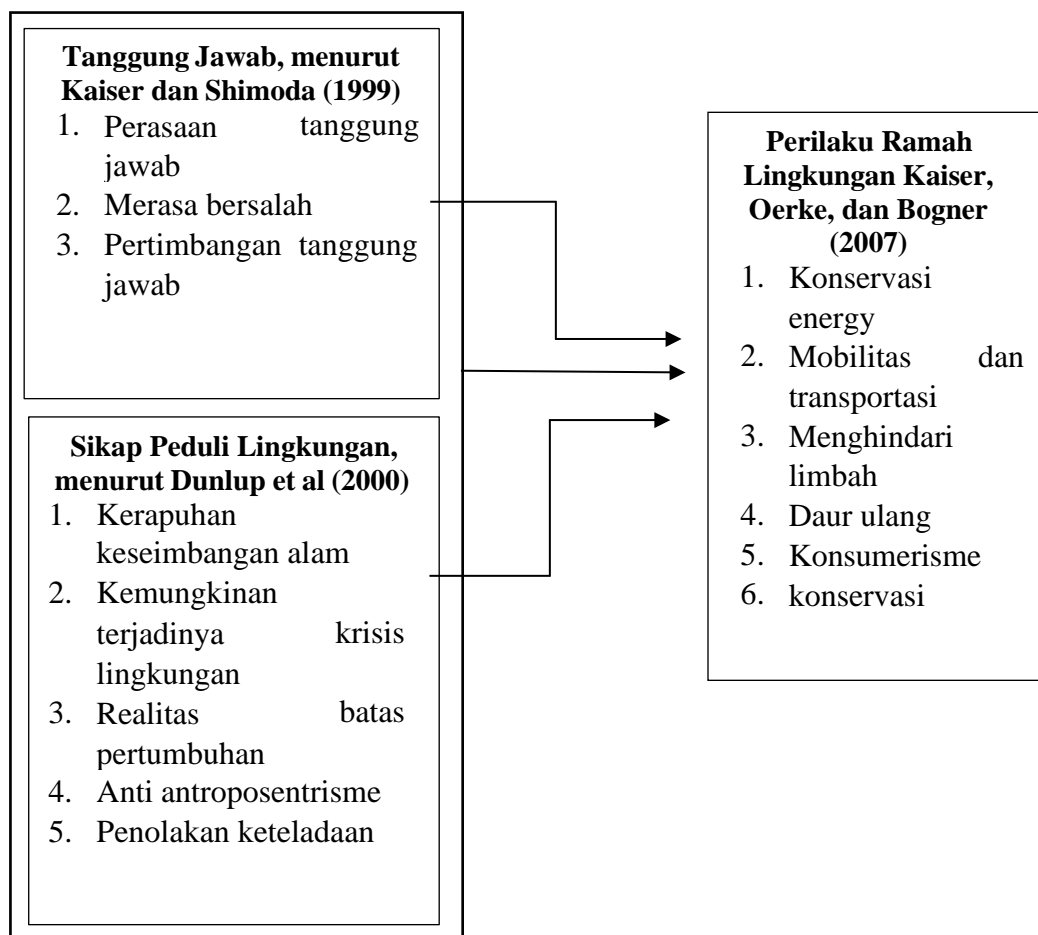 Tanggung Jawab, menurut
Kaiser dan Shimoda (1999)
1. Perasaan tanggung
jawab
2. Merasa bersalah
3. Pertimbangan tanggung
jawab
Sikap Peduli Lingkungan,
menurut Dunlup et al (2000)
1. Kerapuhan
keseimbangan alam
2. Kemungkinan
terjadinya krisis
lingkungan
3. Realitas batas
pertumbuhan
4. Anti antroposentrisme
5. Penolakan keteladaan
Perilaku Ramah
Lingkungan Kaiser,
Oerke, dan Bogner
(2007)
1. Konservasi
energy
2. Mobilitas dan
transportasi
3. Menghindari
limbah
4. Daur ulang
5. Konsumerisme
6. konservasi